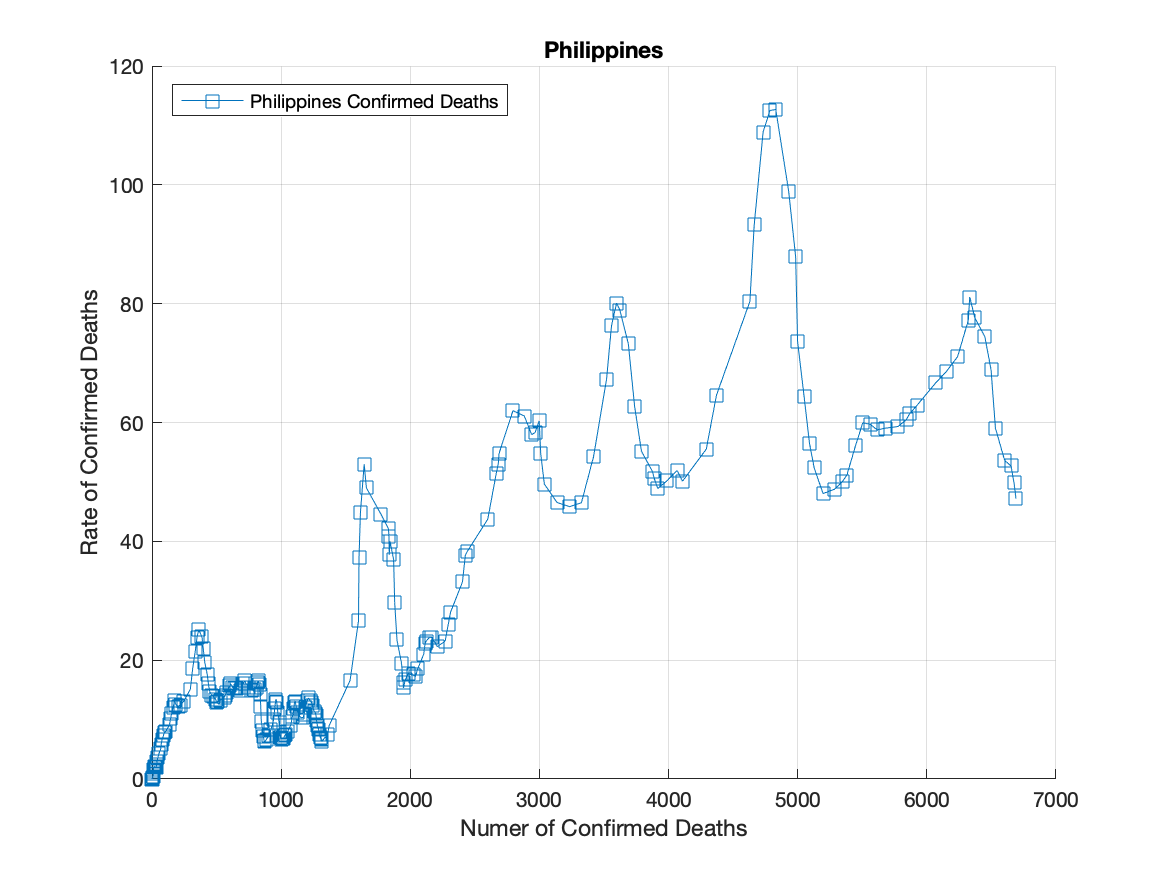 Philippines
120
Philippines Confirmed Deaths
100
80
60
40
20
0
Rate of Confirmed Deaths
0 1000 2000 3000 4000 5000 6000 7000
Numer of Confirmed Deaths